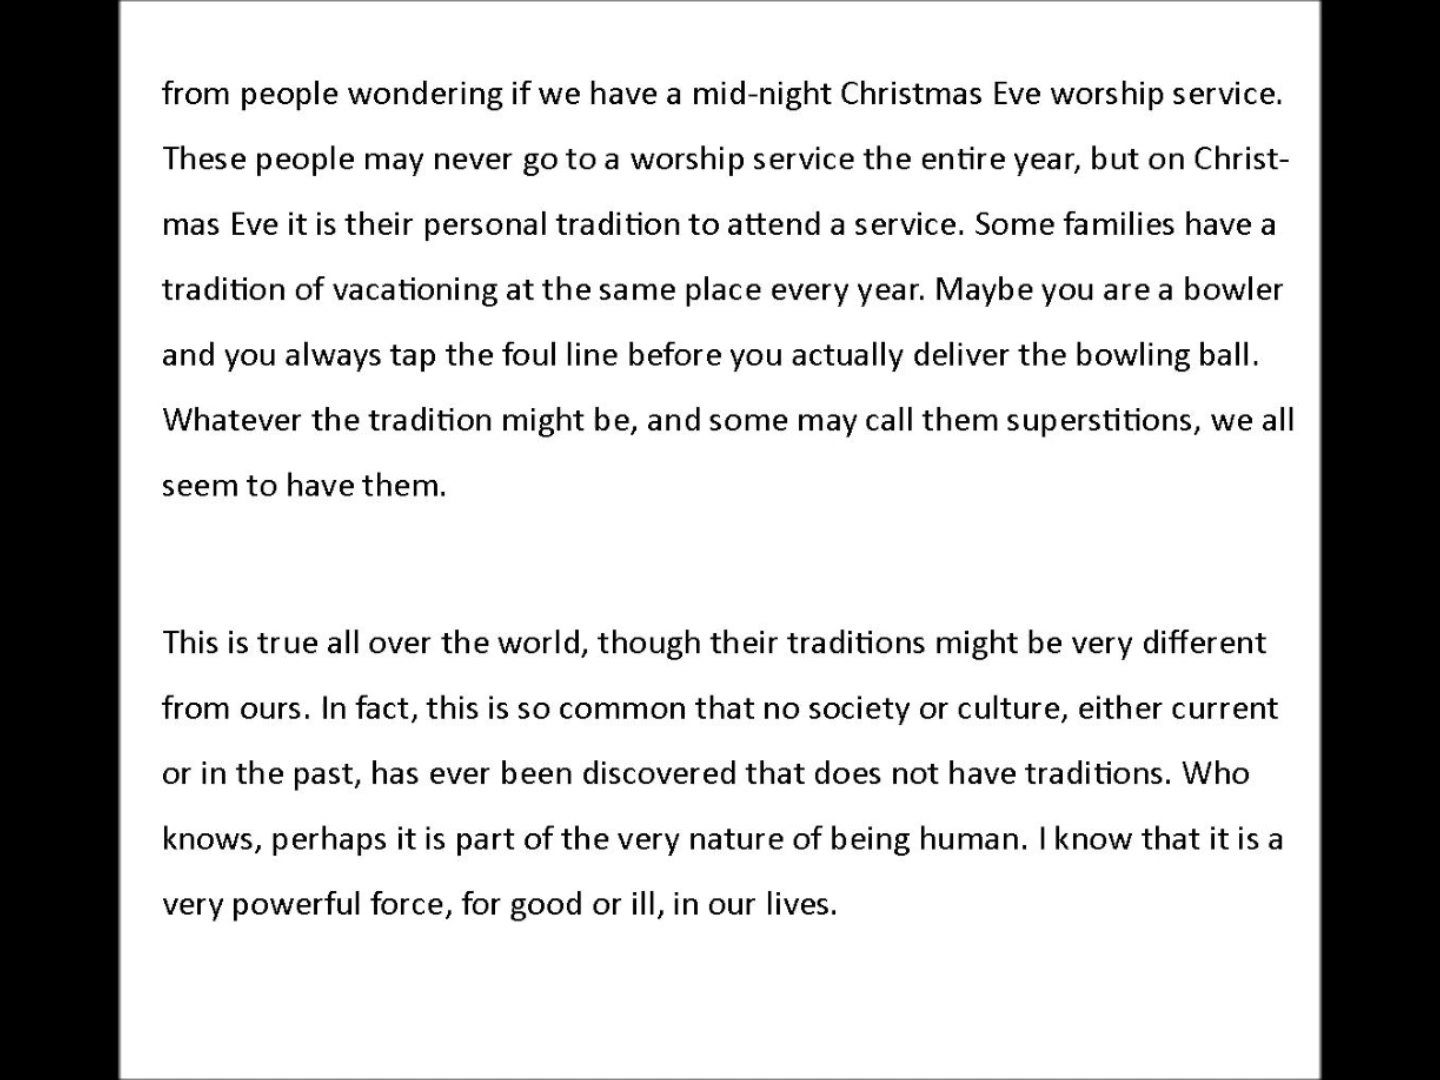 from people wondering if we have a mid-night Christmas Eve worship service.
These people may never go to a worship service the entire year, but on Christ-
mas Eve it is their personal tradition to attend a service. Some families have a
tradition of vacationing at the same place every year. Maybe you are a bowler
and you always tap the foul line before you actually deliver the bowling ball.
Whatever the tradition might be, and some may call them superstitions, we all
seem to have them.
This is true all over the world, though their traditions might be very different
from ours. In fact, this is so common that no society or culture, either current
or in the past, has ever been discovered that does not have traditions. Who
knows, perhaps it is part of the very nature of being human. I know that it is a
very powerful force, for good or ill, in our lives.